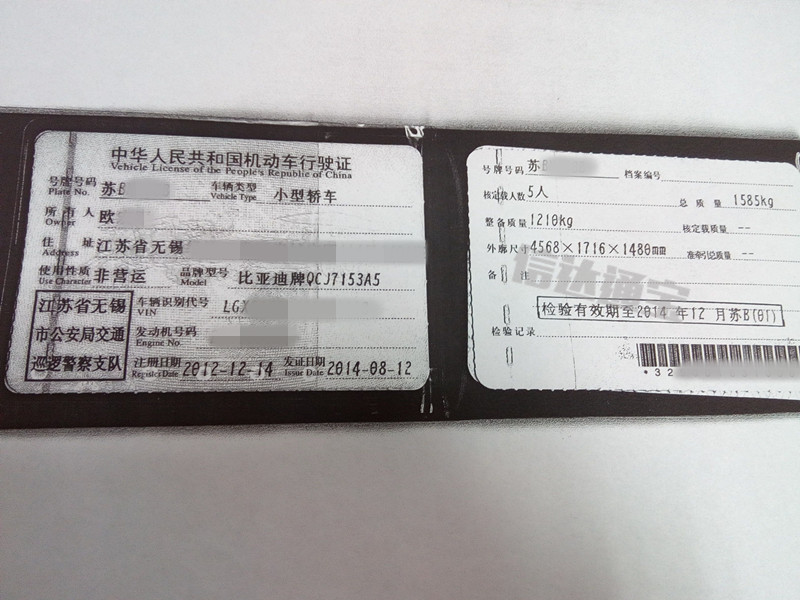 中华人民共和国机动车行驶证
Vehicle License of the People's Republic of China
号牌号码 苏B 车辆类型 小型轿车
Plate No. Vehicle Type
所有人 欧
Owner
住址 江苏省无锡
Address
使用性质 非营运 品牌型号 比亚迪牌QCJ7153A5
Use Character Model
江苏省无锡
市公安局交通
巡逻警察支队
车辆识别代号 LGX
VIN
发动机号码
Engine No.
注册日期 2012-12-14 发证日期 2014-08-12
Register Date Issue Date
号牌号码 苏 档案编号
核定载人数 5人 总质量 1585kg
整备质量 1210kg 核定载质量 --
外廓尺寸 4568×1716×1480mm 准牵引总质量 --
备注
信达通宝
检验有效期至2014 年12 月苏B(01)
检验记录
*32